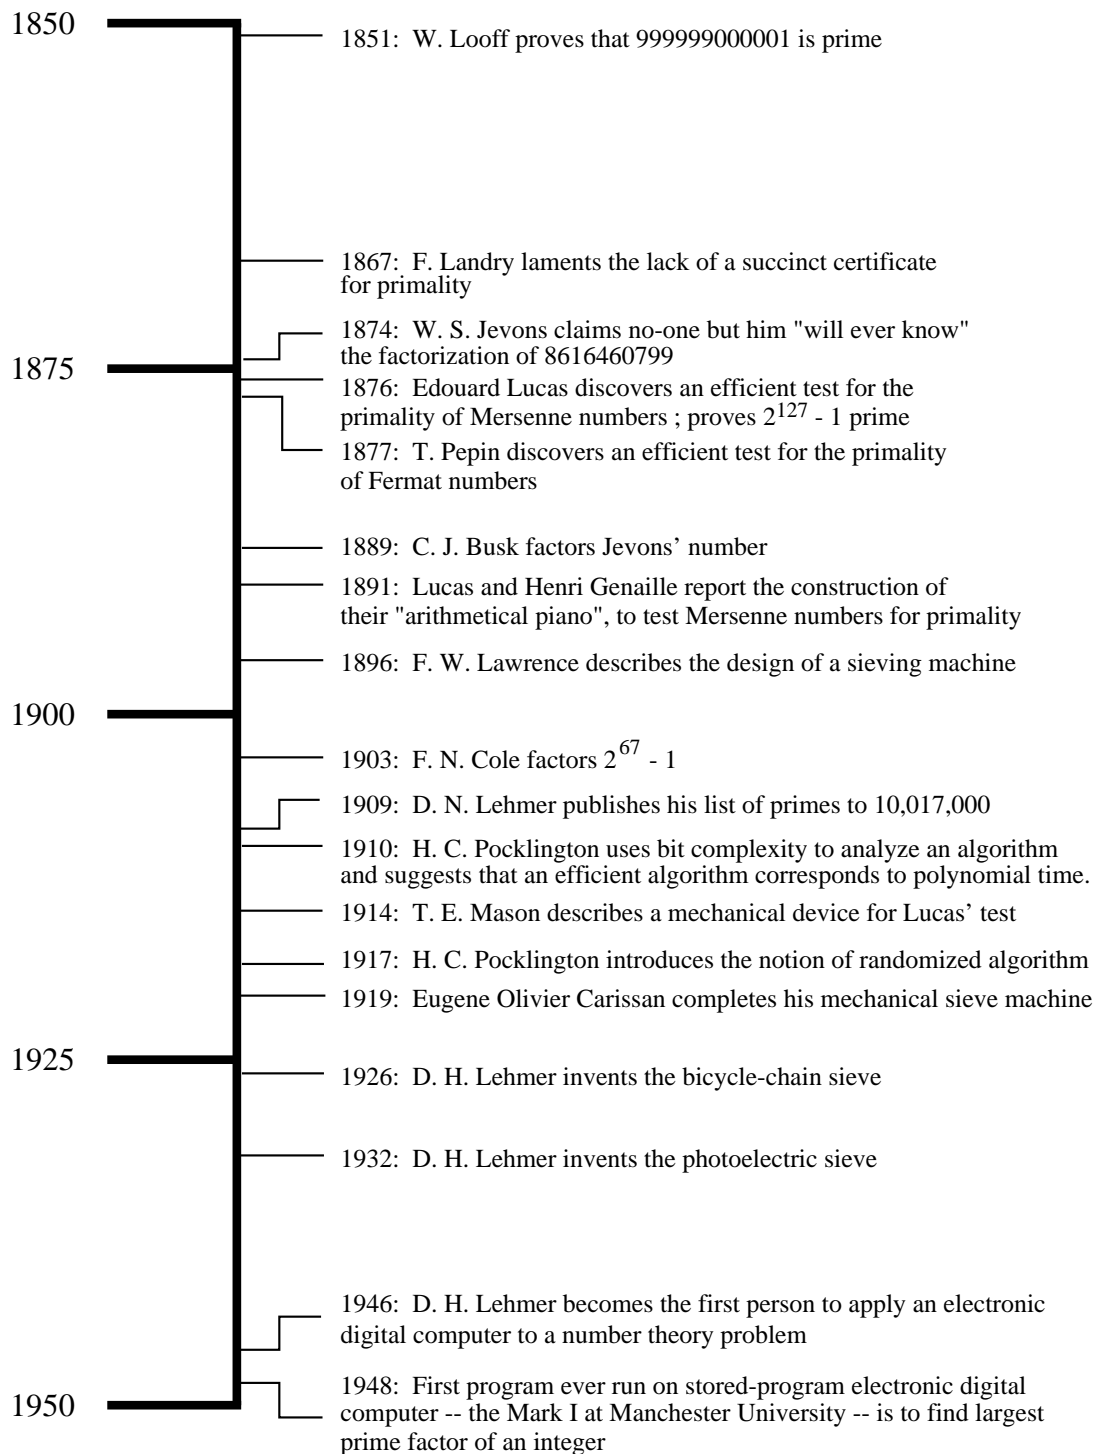 1850
1851: W. Looff proves that 999999000001 is prime
1867: F. Landry laments the lack of a succinct certificate
for primality
1874: W. S. Jevons claims no-one but him "will ever know"
the factorization of 8616460799
1875
1876: Edouard Lucas discovers an efficient test for the
primality of Mersenne numbers ; proves 2^127 - 1 prime
1877: T. Pepin discovers an efficient test for the primality
of Fermat numbers
1889: C. J. Busk factors Jevons’ number
1891: Lucas and Henri Genaille report the construction of
their "arithmetical piano", to test Mersenne numbers for primality
1896: F. W. Lawrence describes the design of a sieving machine
1900
1903: F. N. Cole factors 2^67 - 1
1909: D. N. Lehmer publishes his list of primes to 10,017,000
1910: H. C. Pocklington uses bit complexity to analyze an algorithm
and suggests that an efficient algorithm corresponds to polynomial time.
1914: T. E. Mason describes a mechanical device for Lucas’ test
1917: H. C. Pocklington introduces the notion of randomized algorithm
1919: Eugene Olivier Carissan completes his mechanical sieve machine
1925
1926: D. H. Lehmer invents the bicycle-chain sieve
1932: D. H. Lehmer invents the photoelectric sieve
1946: D. H. Lehmer becomes the first person to apply an electronic
digital computer to a number theory problem
1948: First program ever run on stored-program electronic digital
1950
computer -- the Mark I at Manchester University -- is to find largest
prime factor of an integer